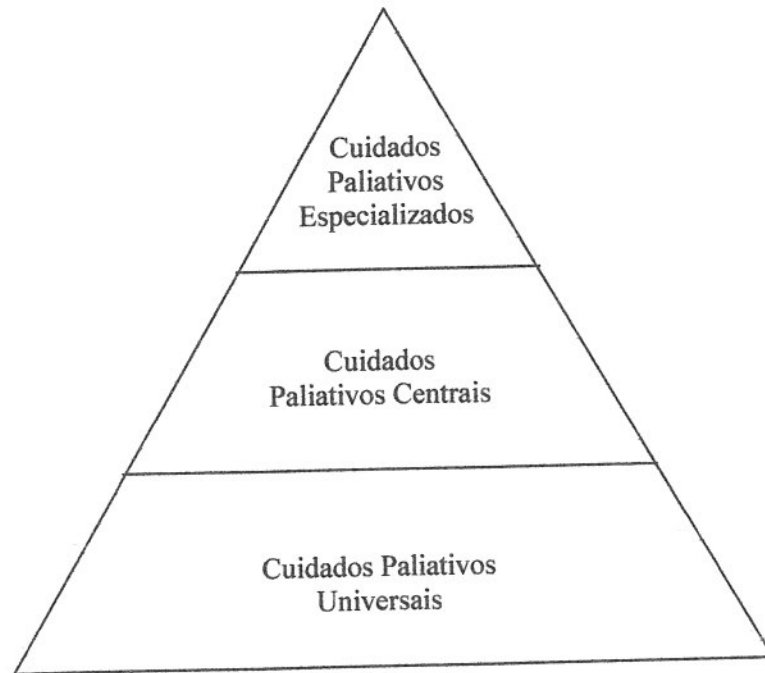 Cuidados
Paliativos
Especializados
Cuidados
Paliativos Centrais
Cuidados Paliativos
Universais